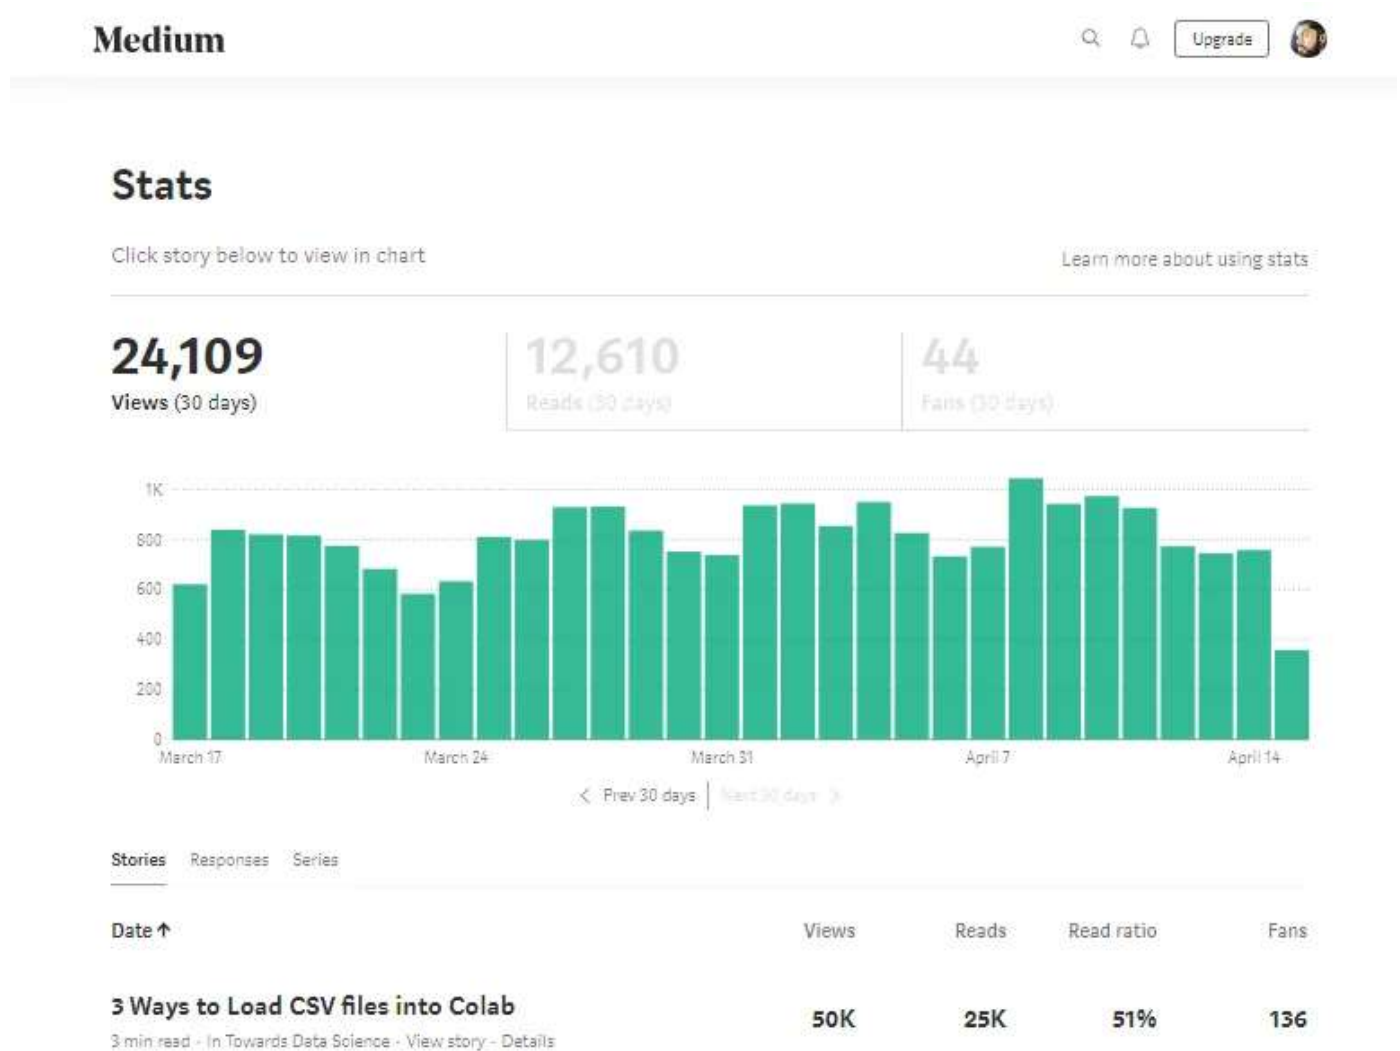 Medium
Upgrade
Stats
Click story below to view in chart
Learn more about using stats
24,109
12,610
44
Views (30 days)
Reads (30 days)
Fans (30 days)
1K
800
600
400
200
0
March 17
March 24
March 31
April 7
April 14
Prev 30 days
Next 30 days
Stories Responses Series
Date Views Reads Read ratio Fans
3 Ways to Load CSV files into Colab
50K 25K 51% 136
3 min read - In Towards Data Science - View story - Details